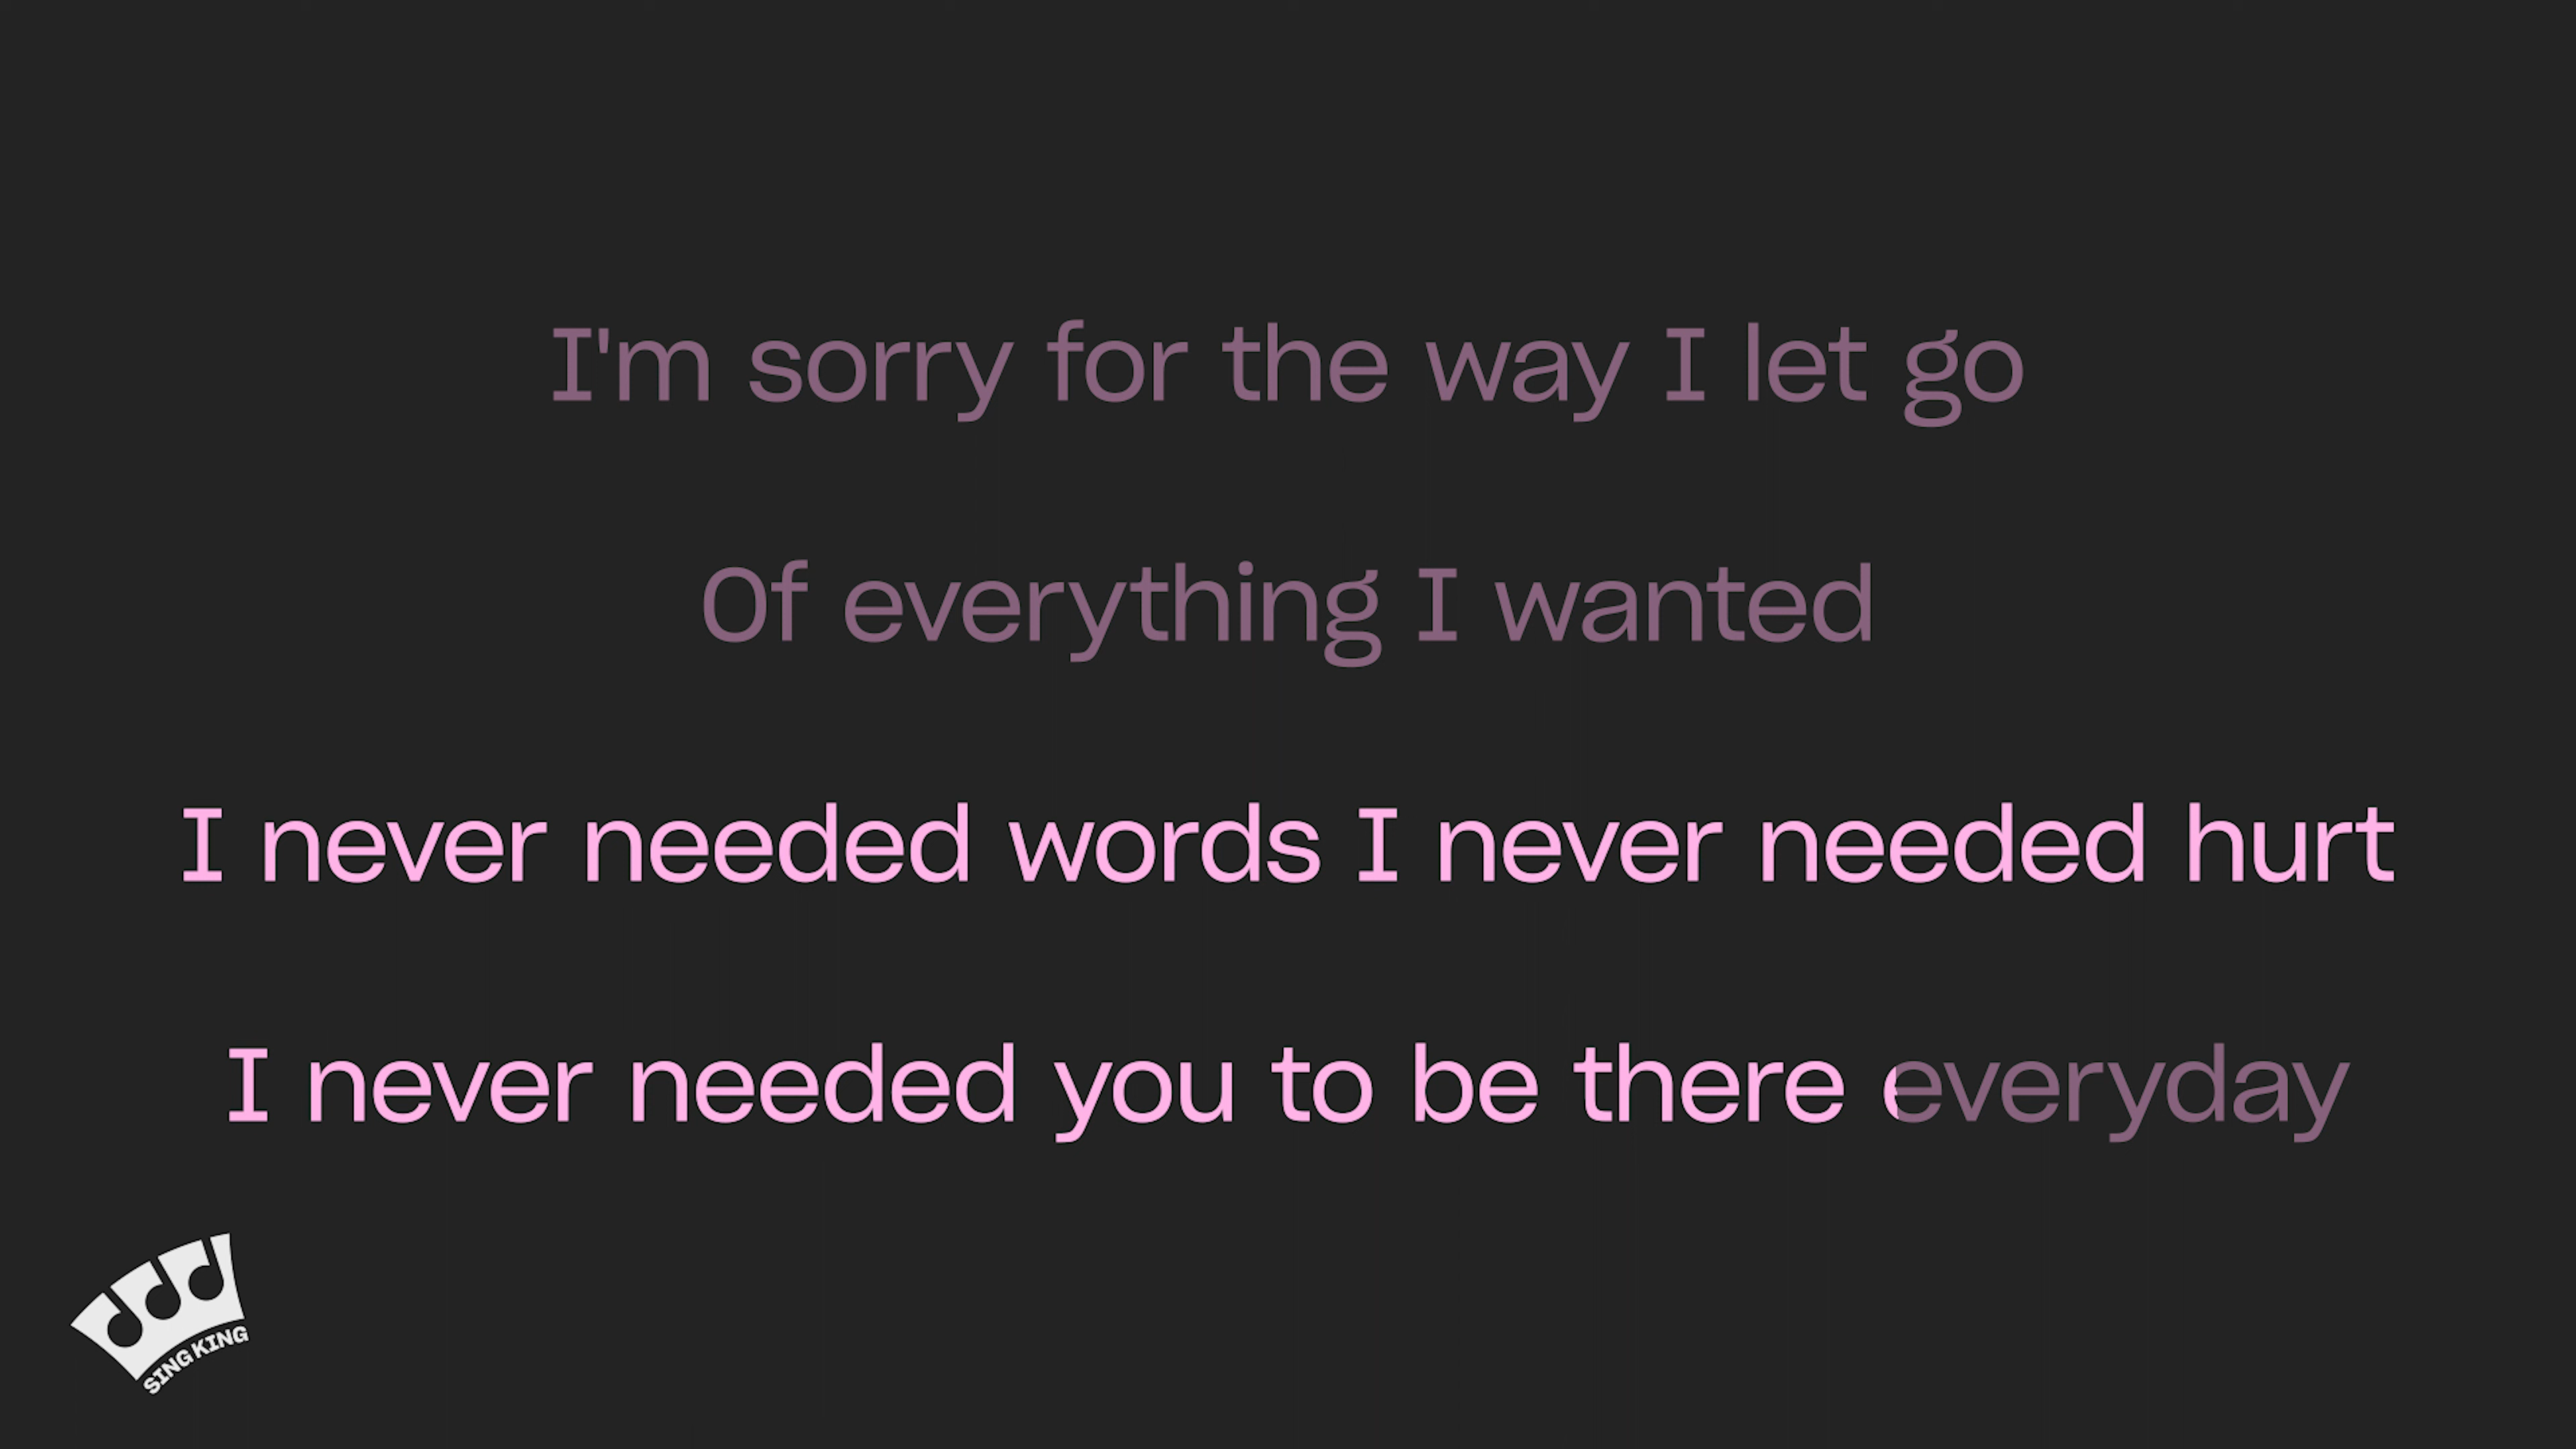 I'm sorry for the way I let go
Of everything I wanted
I never needed words I never needed hurt
I never needed you to be there everyday
SING KING